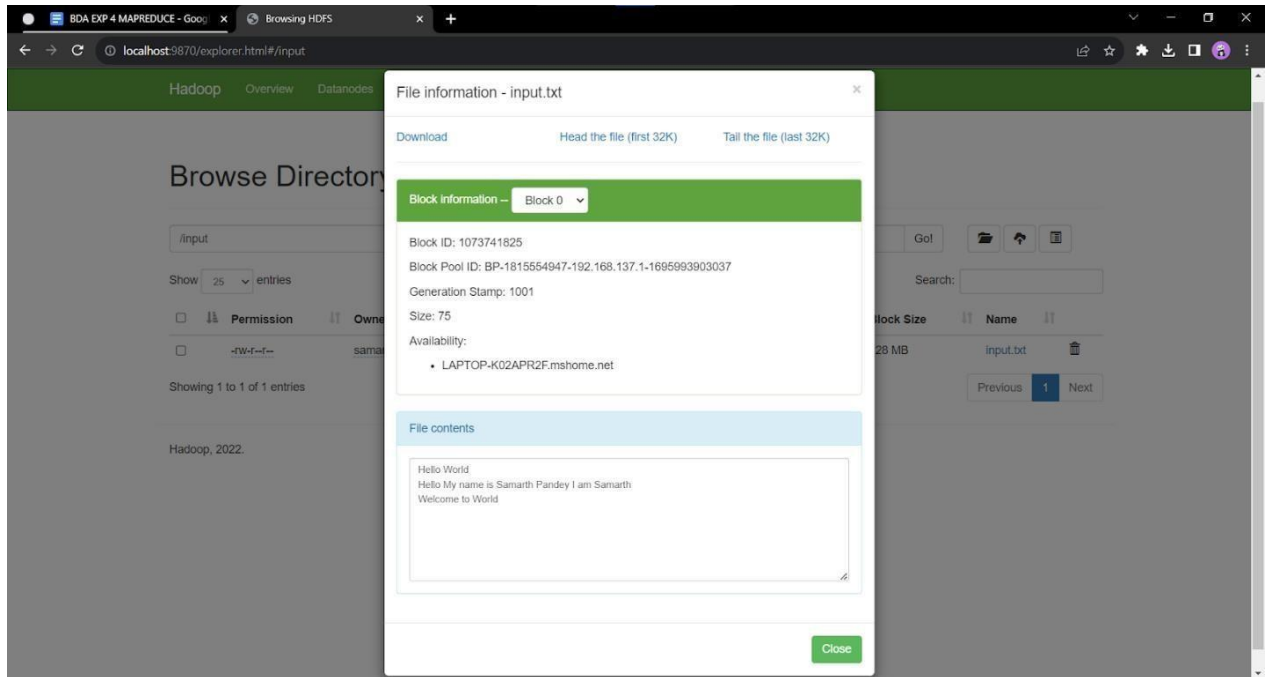 BDA EXP 4 MAPREDUCE - Goog
Browsing HDFS
localhost:9870/explorer.html#/input
Hadoop Overview Datanodes
File information - input.txt
Download Head the file (first 32K) Tail the file (last 32K)
Browse Directory
Block information -- Block 0
/input Go!
Block ID: 1073741825
Block Pool ID: BP-1815554947-192.168.137.1-1695993903037
Generation Stamp: 1001
Show 25 entries Search:
Size: 75
Permission Owne Block Size Name
Availability:
-rw-r--r-- samar 28 MB input.txt
LAPTOP-K02APR2F.mshome.net
Showing 1 to 1 of 1 entries Previous 1 Next
File contents
Hadoop, 2022.
Hello World
Hello My name is Samarth Pandey I am Samarth
Welcome to World
Close